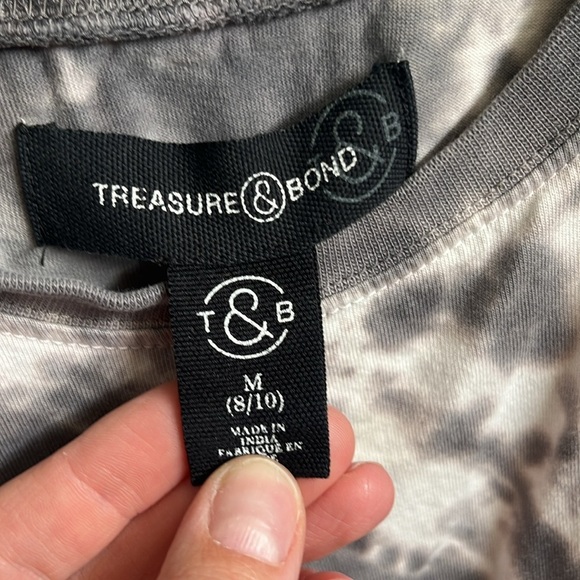 & B
TREASURE & BOND
T & B
M
(8/10)
MADE IN
INDIA
FABRIQUE EN